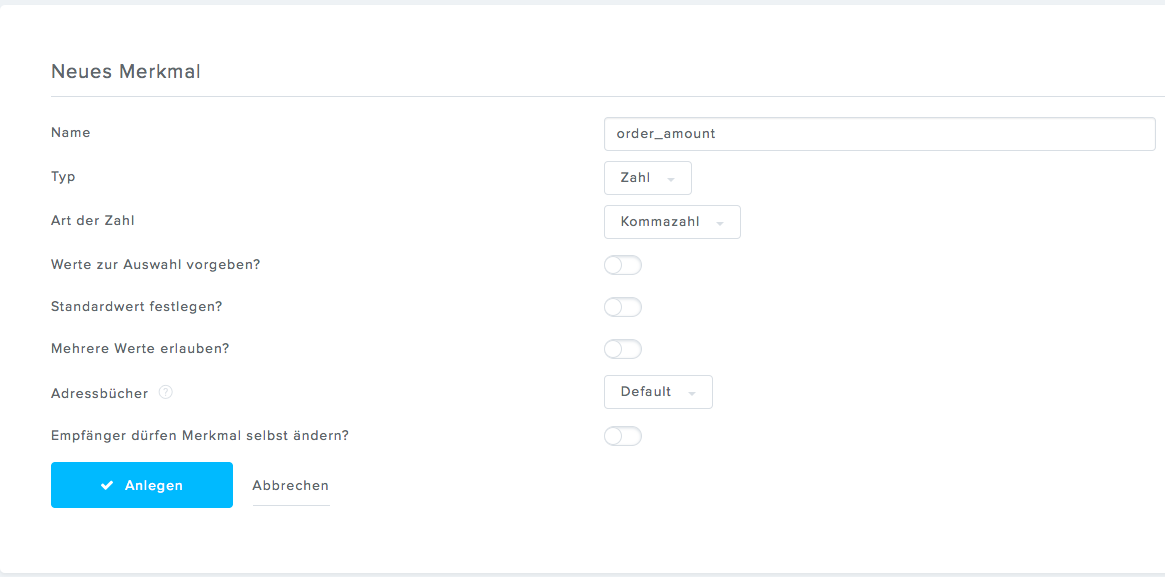 Neues Merkmal
Name order_amount
Typ Zahl
Art der Zahl Kommazahl
Werte zur Auswahl vorgeben?
Standardwert festlegen?
Mehrere Werte erlauben?
Adressbücher ? Default
Empfänger dürfen Merkmal selbst ändern?
Anlegen Abbrechen